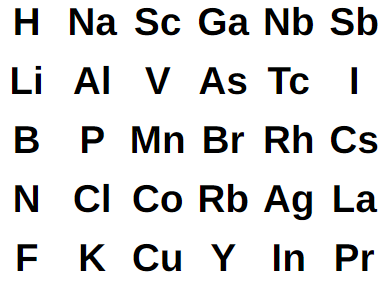 H Na Sc Ga Nb Sb
Li Al V As Tc I
B P Mn Br Rh Cs
N Cl Co Rb Ag La
F K Cu Y In Pr